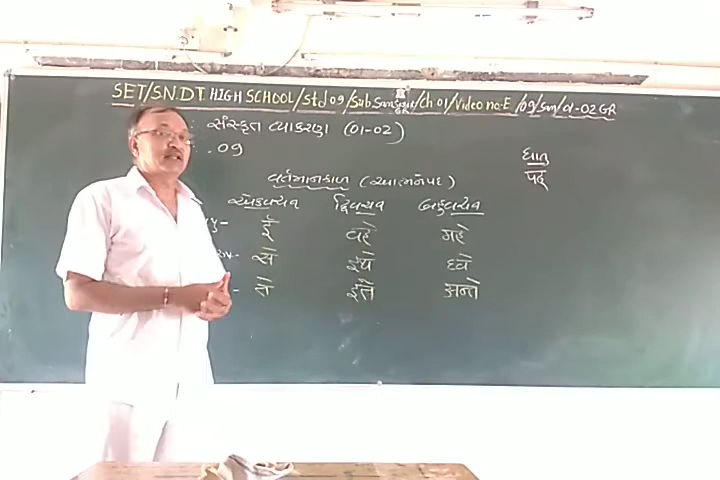 SET/S.N.D.T. HIGH SCHOOL/Std 09/Sub Sanskrit/Ch 01/Video no-E/09/San/01-02 GR
સંસ્કૃત વ્યાકરણ (01-02)
. 09
ધાતુ
પદ્
વર્તમાનકાળ (આત્મનેપદ)
એકવચન દ્વિવચન બહુવચન
પુ- ई वहे महे
से इथे ध्वे
- ते इते अन्ते